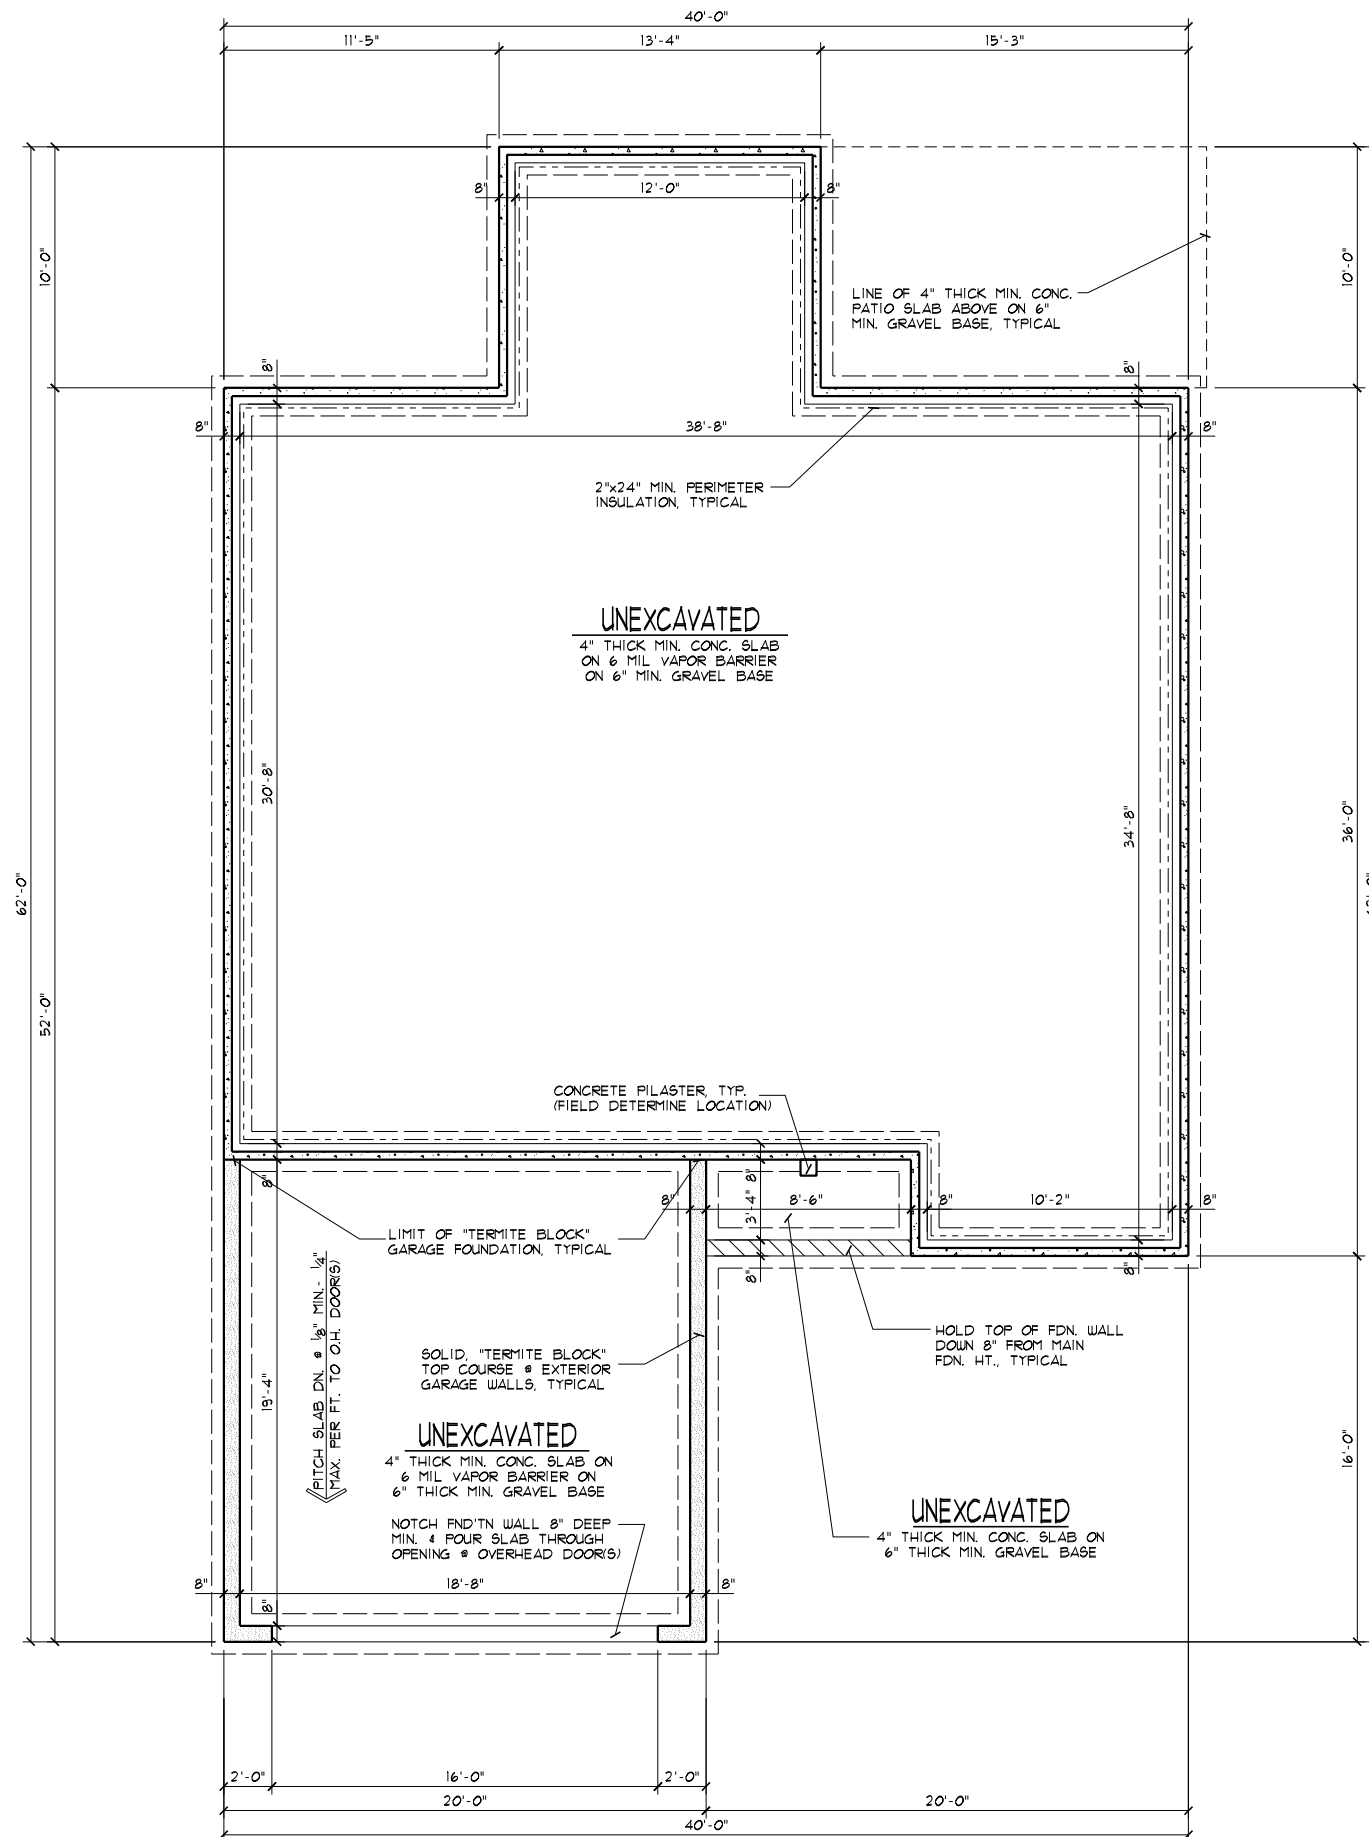 40'-0"
11'-5"
13'-4"
15'-3"
8"
12'-0"
8"
10'-0"
10'-0"
LINE OF 4" THICK MIN. CONC.
PATIO SLAB ABOVE ON 6"
MIN. GRAVEL BASE, TYPICAL
8"
8"
8"
38'-8"
8"
2"x24" MIN. PERIMETER
INSULATION, TYPICAL
UNEXCAVATED
4" THICK MIN. CONC. SLAB
ON 6 MIL VAPOR BARRIER
ON 6" MIN. GRAVEL BASE
30'-8"
34'-8"
36'-0"
62'-0"
52'-0"
CONCRETE PILASTER, TYP.
(FIELD DETERMINE LOCATION)
8"
8"
8"
3'-4"
8'-6"
8"
10'-2"
8"
LIMIT OF "TERMITE BLOCK"
GARAGE FOUNDATION, TYPICAL
8"
8"
PITCH SLAB DN. @ 1/8" MIN.- 1/4"
MAX. PER FT. TO O.H. DOOR(S)
HOLD TOP OF FDN. WALL
DOWN 8" FROM MAIN
FDN. HT., TYPICAL
SOLID, "TERMITE BLOCK"
TOP COURSE @ EXTERIOR
GARAGE WALLS, TYPICAL
19'-4"
16'-0"
UNEXCAVATED
4" THICK MIN. CONC. SLAB ON
6 MIL VAPOR BARRIER ON
6" THICK MIN. GRAVEL BASE
NOTCH FND'TN WALL 8" DEEP
MIN. & POUR SLAB THROUGH
OPENING @ OVERHEAD DOOR(S)
UNEXCAVATED
4" THICK MIN. CONC. SLAB ON
6" THICK MIN. GRAVEL BASE
8"
18'-8"
8"
8"
2'-0"
16'-0"
2'-0"
20'-0"
20'-0"
40'-0"